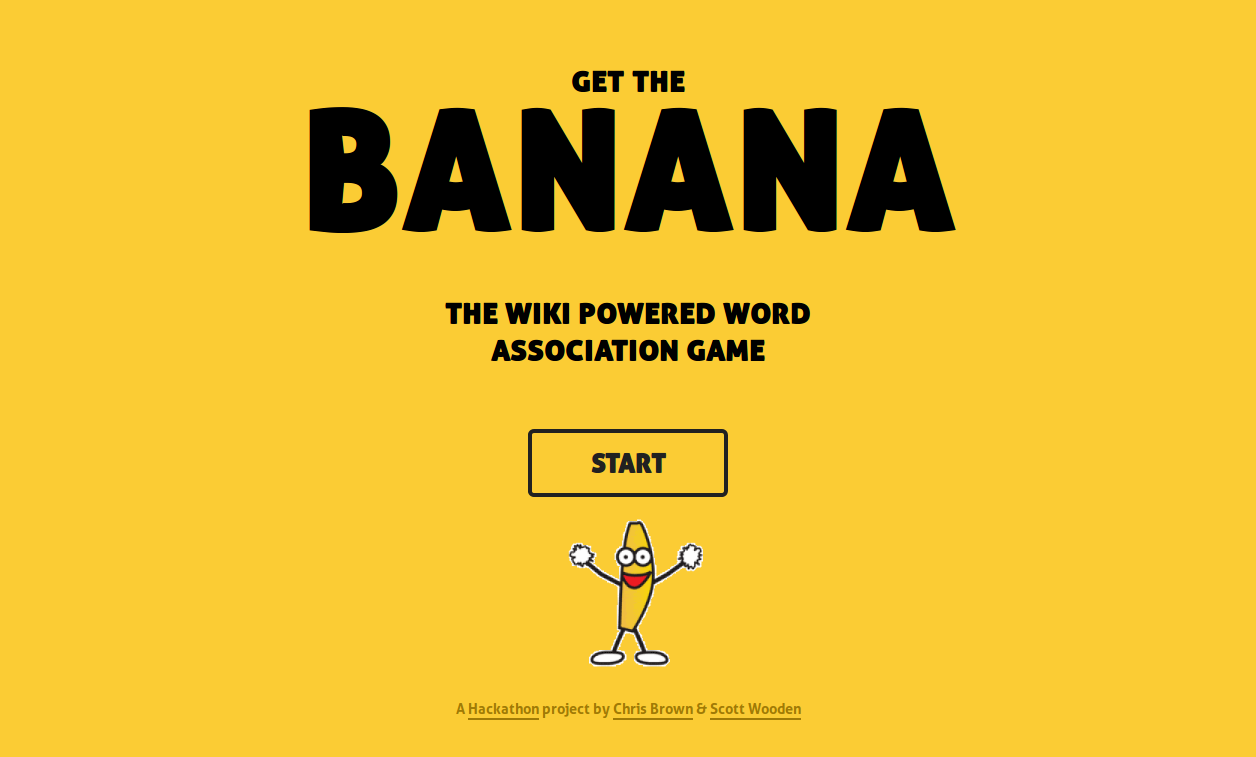 GET THE
BANANA
THE WIKI POWERED WORD
ASSOCIATION GAME
START
A Hackathon project by Chris Brown & Scott Wooden